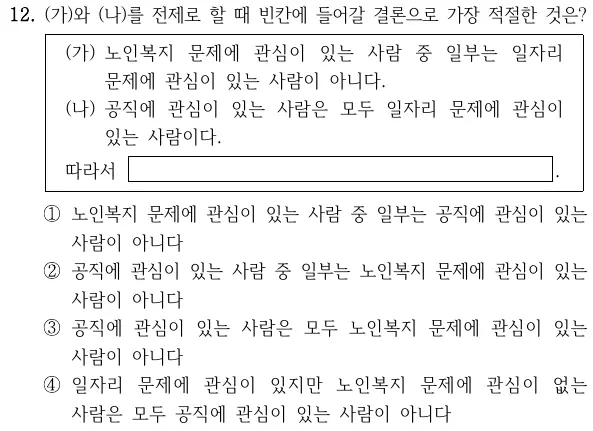 12. (가)와 (나)를 전제로 할 때 빈칸에 들어갈 결론으로 가장 적절한 것은?
(가) 노인복지 문제에 관심이 있는 사람 중 일부는 일자리
문제에 관심이 있는 사람이 아니다.
(나) 공직에 관심이 있는 사람은 모두 일자리 문제에 관심이
있는 사람이다.
따라서 .
① 노인복지 문제에 관심이 있는 사람 중 일부는 공직에 관심이 있는
사람이 아니다
② 공직에 관심이 있는 사람 중 일부는 노인복지 문제에 관심이 있는
사람이 아니다
③ 공직에 관심이 있는 사람은 모두 노인복지 문제에 관심이 있는
사람이 아니다
④ 일자리 문제에 관심이 있지만 노인복지 문제에 관심이 없는
사람은 모두 공직에 관심이 있는 사람이 아니다